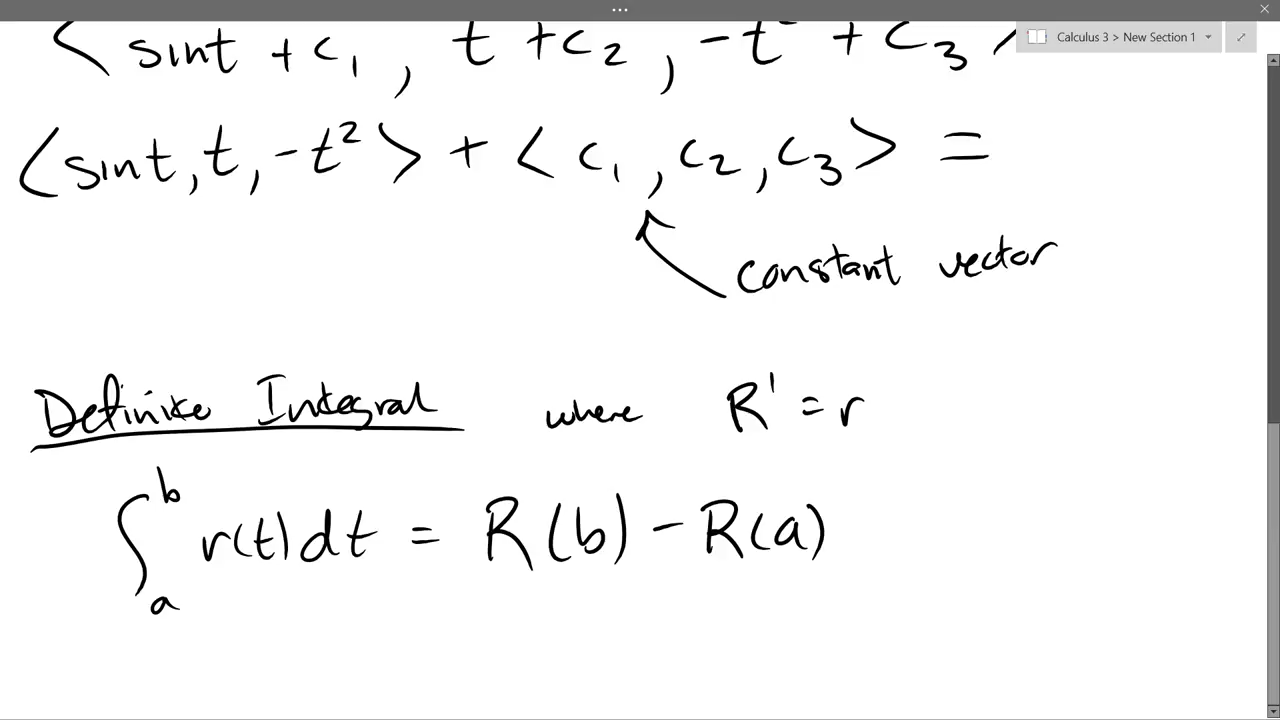 ...
Calculus 3 > New Section 1
< sint + c₁, t + c₂, -t² + c₃ >
< sint, t, -t² > + < c₁, c₂, c₃ > =
constant vector
Definite Integral where R' = r
∫ₐᵇ r(t) dt = R(b) - R(a)